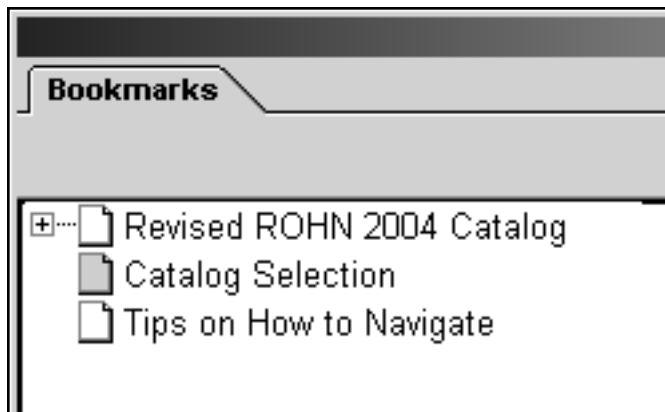 Bookmarks
Revised ROHN 2004 Catalog
Catalog Selection
Tips on How to Navigate